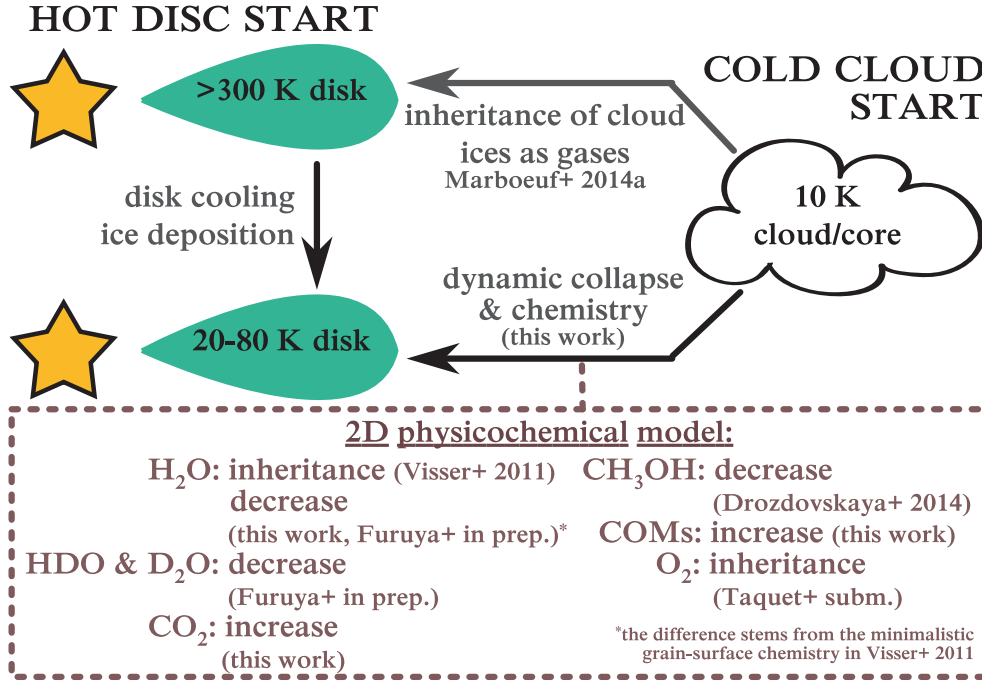 HOT DISC START
>300 K disk
COLD CLOUD
START
inheritance of cloud
ices as gases
Marboeuf+ 2014a
10 K
cloud/core
disk cooling
ice deposition
dynamic collapse
& chemistry
(this work)
20-80 K disk
2D physicochemical model:
H₂O: inheritance (Visser+ 2011)
decrease
(this work, Furuya+ in prep.)*
HDO & D₂O: decrease
(Furuya+ in prep.)
CO₂: increase
(this work)
CH₃OH: decrease
(Drozdovskaya+ 2014)
COMs: increase (this work)
O₂: inheritance
(Taquet+ subm.)
*the difference stems from the minimalistic
grain-surface chemistry in Visser+ 2011